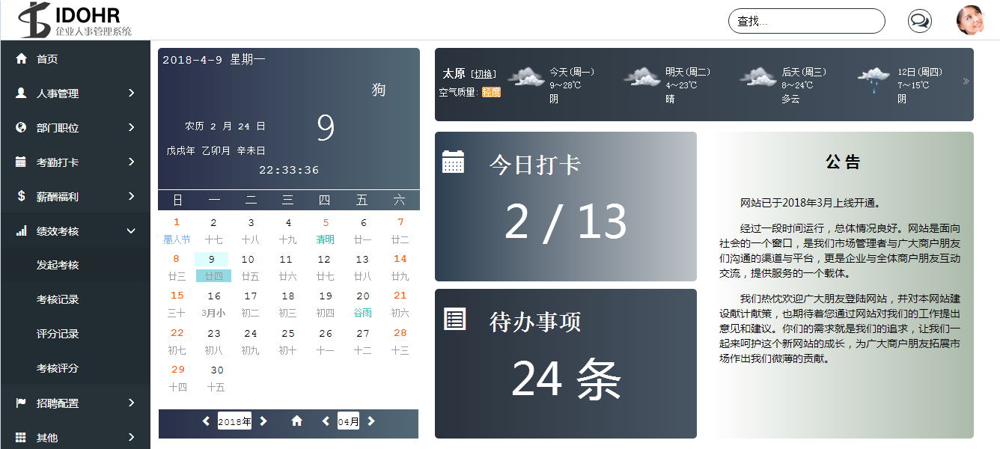 IDOHR
企业人事管理系统
查找...
首页
人事管理
部门职位
考勤打卡
薪酬福利
绩效考核
发起考核
考核记录
评分记录
考核评分
招聘配置
其他
2018-4-9 星期一
狗
农历 2 月 24 日
9
戊戌年 乙卯月 辛未日
22:33:36
日 一 二 三 四 五 六
1 2 3 4 5 6 7
愚人节 十七 十八 十九 清明 廿一 廿二
8 9 10 11 12 13 14
廿三 廿四 廿五 廿六 廿七 廿八 廿九
15 16 17 18 19 20 21
三十 3月小 初二 初三 初四 谷雨 初六
22 23 24 25 26 27 28
初七 初八 初九 初十 十一 十二 十三
29 30
十四 十五
2018年 04月
太原 [切换]
空气质量: 轻度
今天(周一)
9~28℃
阴
明天(周二)
4~23℃
晴
后天(周三)
8~24℃
多云
12日(周四)
7~15℃
阴
»
今日打卡
2 / 13
待办事项
24 条
公 告
网站已于2018年3月上线开通。
经过一段时间运行，总体情况良好。网站是面向
社会的一个窗口，是我们市场管理者与广大商户朋友
们沟通的渠道与平台，更是企业与全体商户朋友互动
交流，提供服务的一个载体。
我们热忱欢迎广大朋友登陆网站，并对本网站建
设献计献策，也期待着您通过网站对我们的工作提出
意见和建议。你们的需求就是我们的追求，让我们一
起来呵护这个新网站的成长，为广大商户朋友拓展市
场作出我们微薄的贡献。